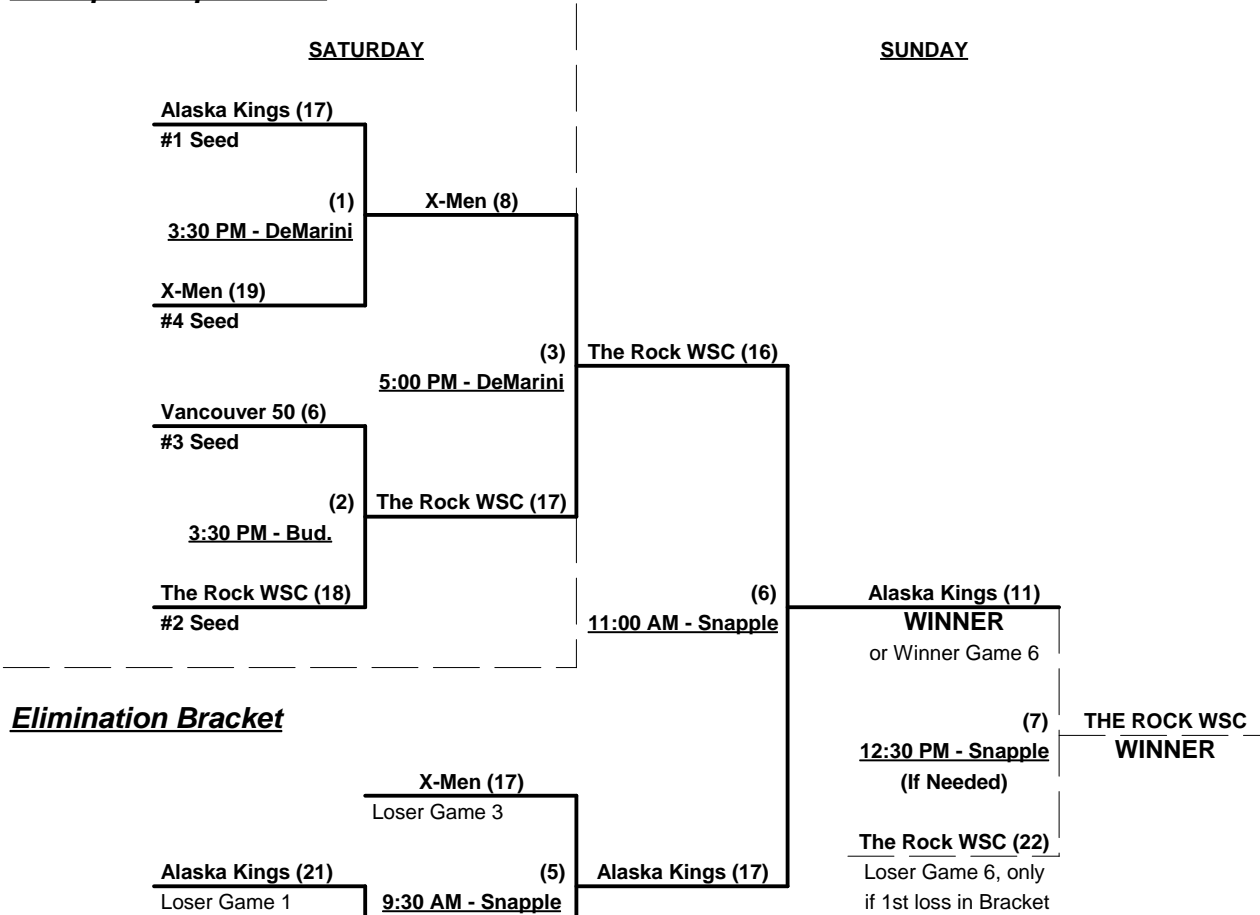 SATURDAY
SUNDAY
Alaska Kings (17)
#1 Seed
(1)
X-Men (8)
3:30 PM - DeMarini
X-Men (19)
#4 Seed
(3)
The Rock WSC (16)
5:00 PM - DeMarini
Vancouver 50 (6)
#3 Seed
(2)
The Rock WSC (17)
3:30 PM - Bud.
The Rock WSC (18)
#2 Seed
(6)
Alaska Kings (11)
11:00 AM - Snapple
WINNER
or Winner Game 6
Elimination Bracket
(7)
THE ROCK WSC
12:30 PM - Snapple
WINNER
(If Needed)
X-Men (17)
Loser Game 3
The Rock WSC (22)
Alaska Kings (21)
(5)
Alaska Kings (17)
Loser Game 6, only
Loser Game 1
9:30 AM - Snapple
if 1st loss in Bracket